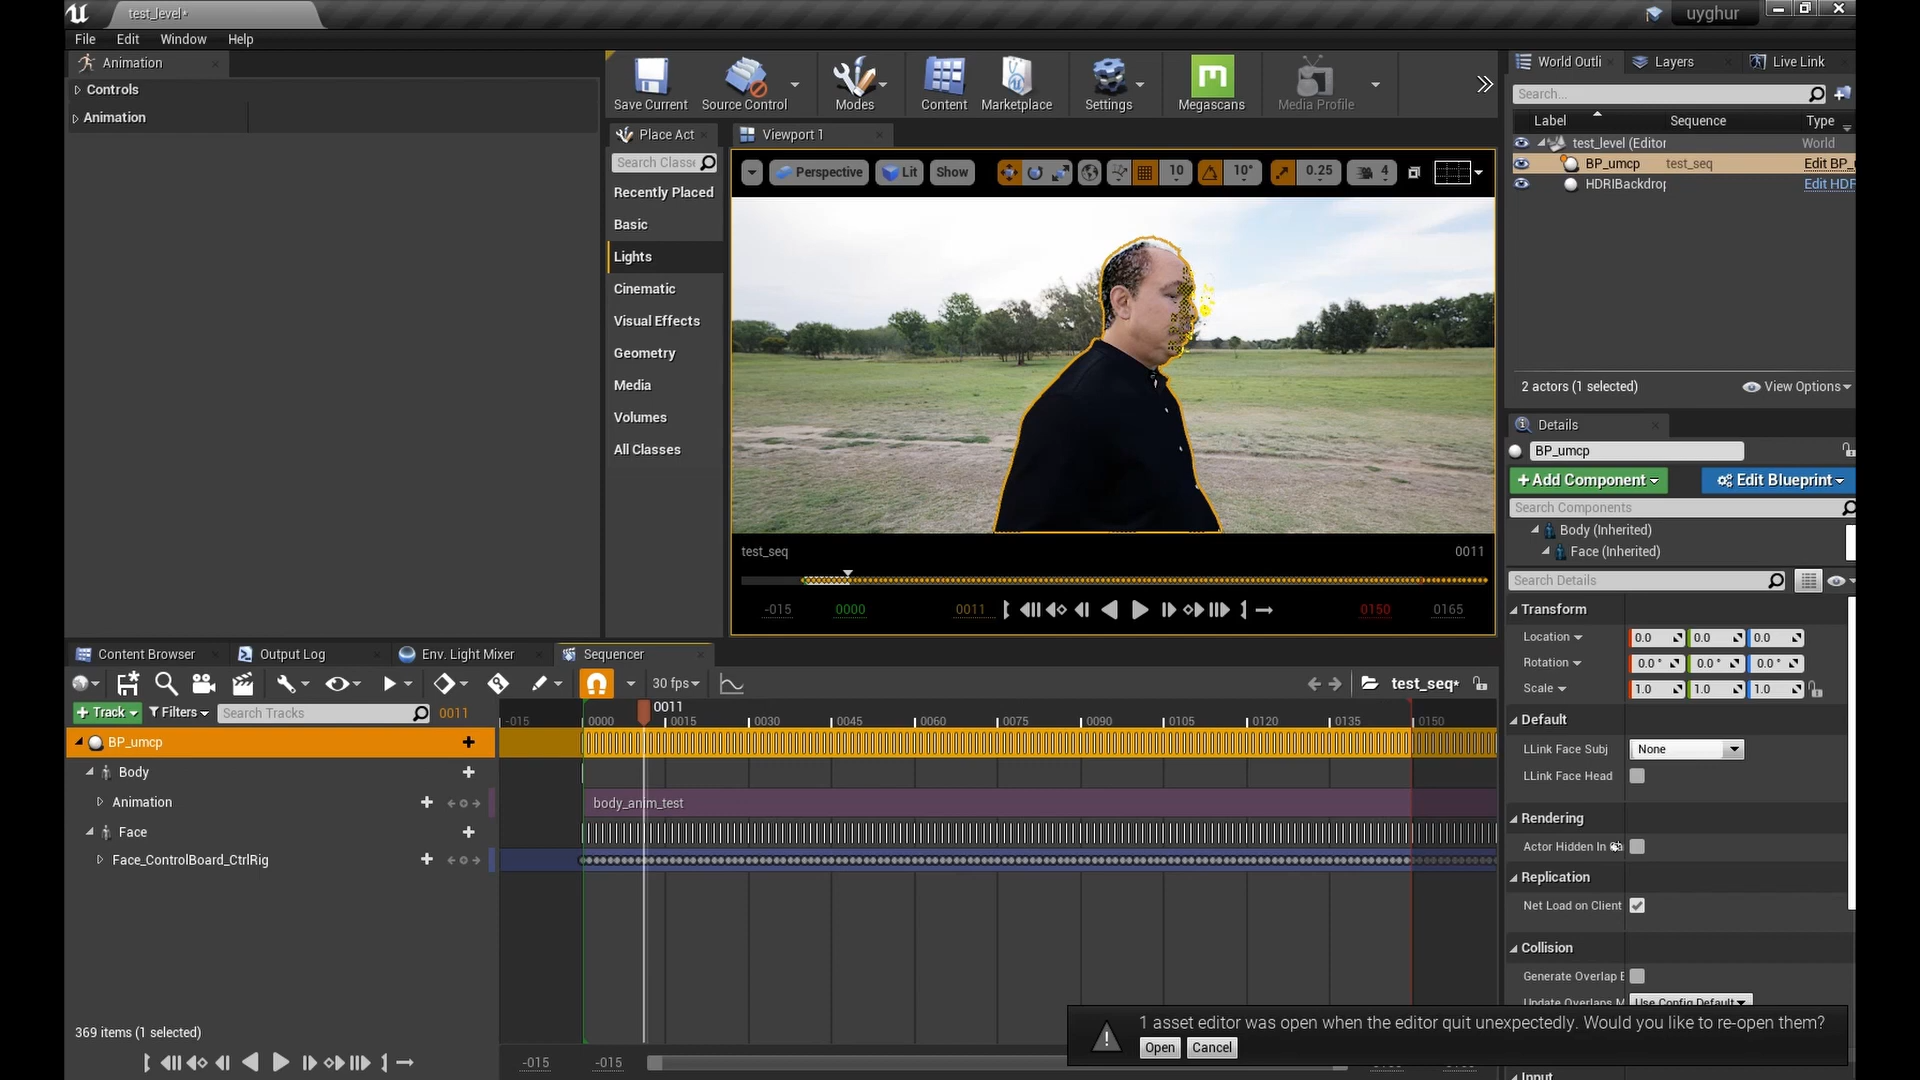 test_level*
uyghur
File Edit Window Help
Animation
Controls
Animation
Save Current
Source Control
Modes
Content
Marketplace
Settings
Megascans
Media Profile
Place Act
Search Classe
Recently Placed
Basic
Lights
Cinematic
Visual Effects
Geometry
Media
Volumes
All Classes
Viewport 1
Perspective Lit Show 10 10° 0.25 4
test_seq 0011
-015 0000 0011 0150 0165
World Outli Layers Live Link
Search...
Label Sequence Type
test_level (Editor World
BP_umcp test_seq Edit BP_
HDRIBackdrop Edit HDR
2 actors (1 selected) View Options
Details
BP_umcp
+Add Component Edit Blueprint
Search Components
Body (Inherited)
Face (Inherited)
Search Details
Transform
Location 0.0 0.0 0.0
Rotation 0.0 ° 0.0 ° 0.0 °
Scale 1.0 1.0 1.0
Default
LLink Face Subj None
LLink Face Head
Rendering
Actor Hidden In
Replication
Net Load on Client
Collision
Generate Overlap E
Update Overlaps M Use Config Default
Input
Content Browser Output Log Env. Light Mixer Sequencer
30 fps test_seq*
+ Track Filters Search Tracks 0011
0011
-015 0000 0015 0030 0045 0060 0075 0090 0105 0120 0135 0150
BP_umcp
Body
Animation
body_anim_test
Face
Face_ControlBoard_CtrlRig
369 items (1 selected)
-015 -015
1 asset editor was open when the editor quit unexpectedly. Would you like to re-open them?
Open Cancel